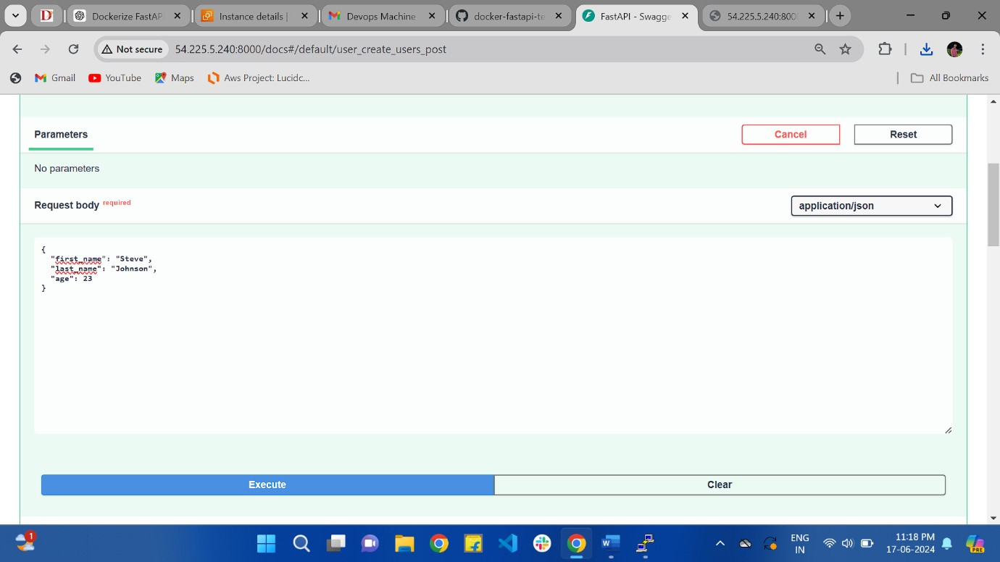 Dockerize FastAP
Instance details |
Devops Machine
docker-fastapi-te
FastAPI - Swagge
54.225.5.240:8000
Not secure
54.225.5.240:8000/docs#/default/user_create_users_post
Gmail
YouTube
Maps
Aws Project: Lucidc...
All Bookmarks
Parameters
Cancel
Reset
No parameters
Request body required
application/json
{
"first_name": "Steve",
"last_name": "Johnson",
"age": 23
}
Execute
Clear
1
ENG
IN
11:18 PM
17-06-2024
PRE